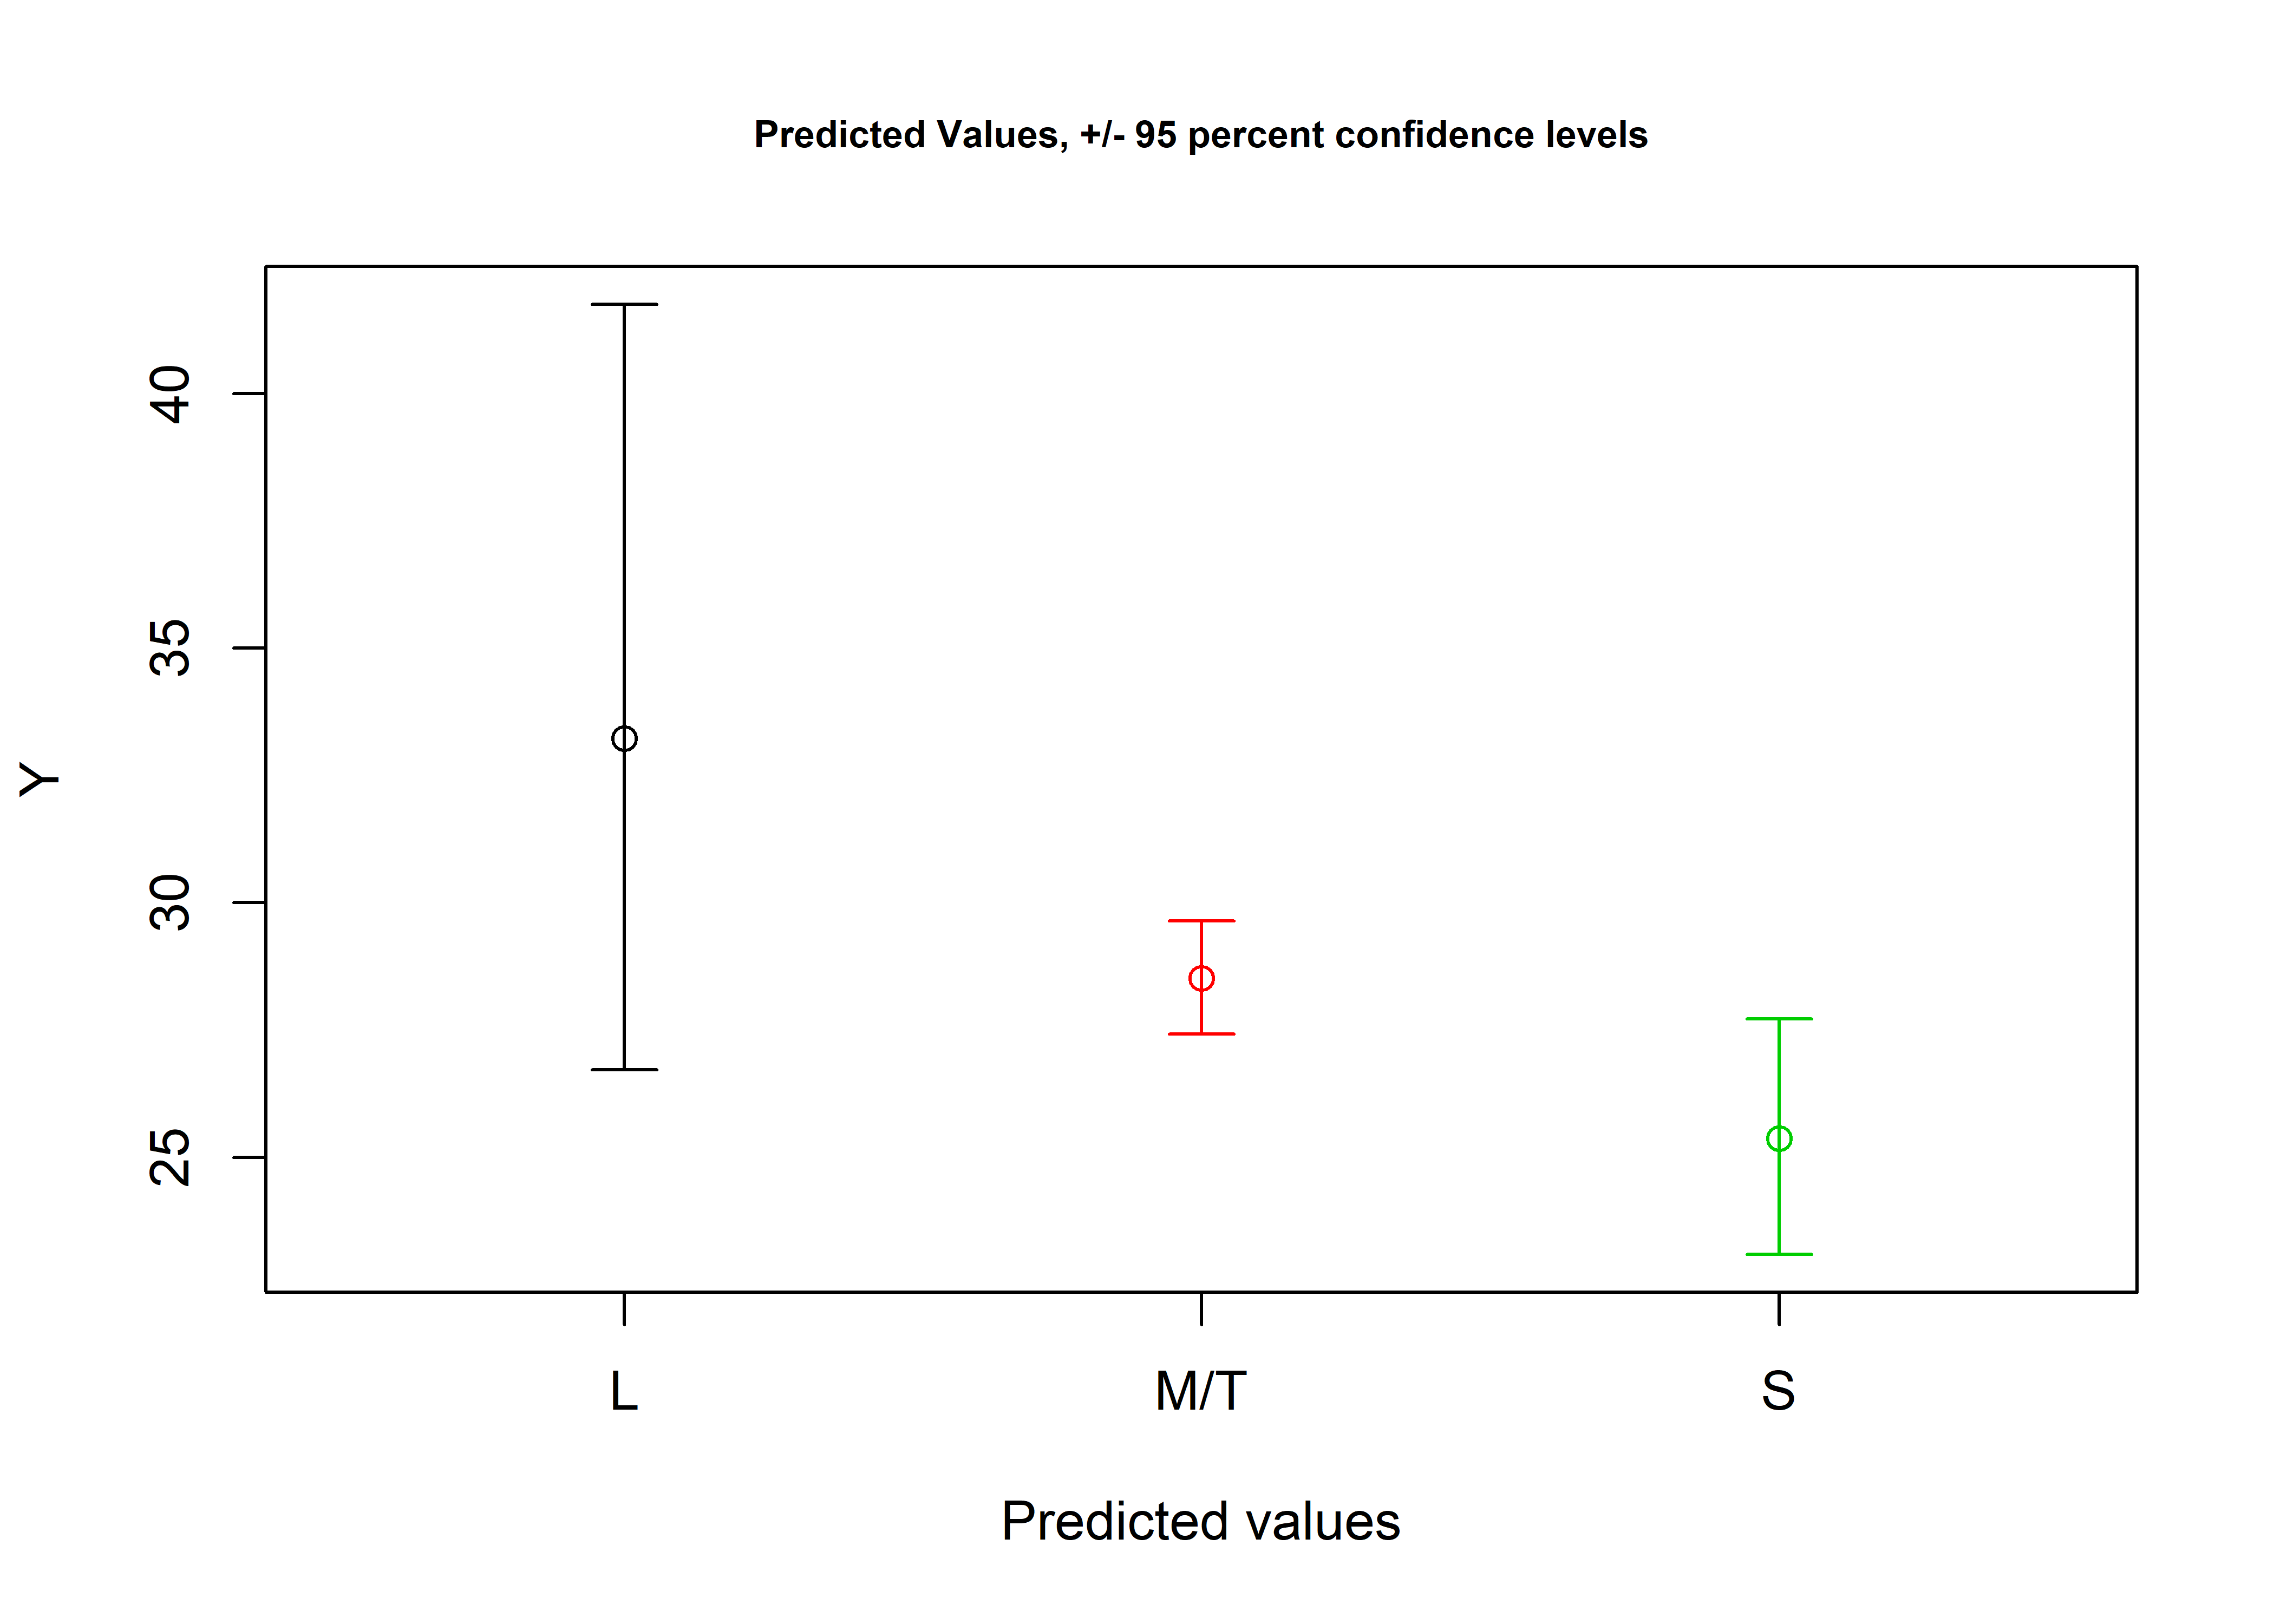 Predicted Values, +/- 95 percent confidence levels
Y
40
35
30
25
L M/T S
Predicted values